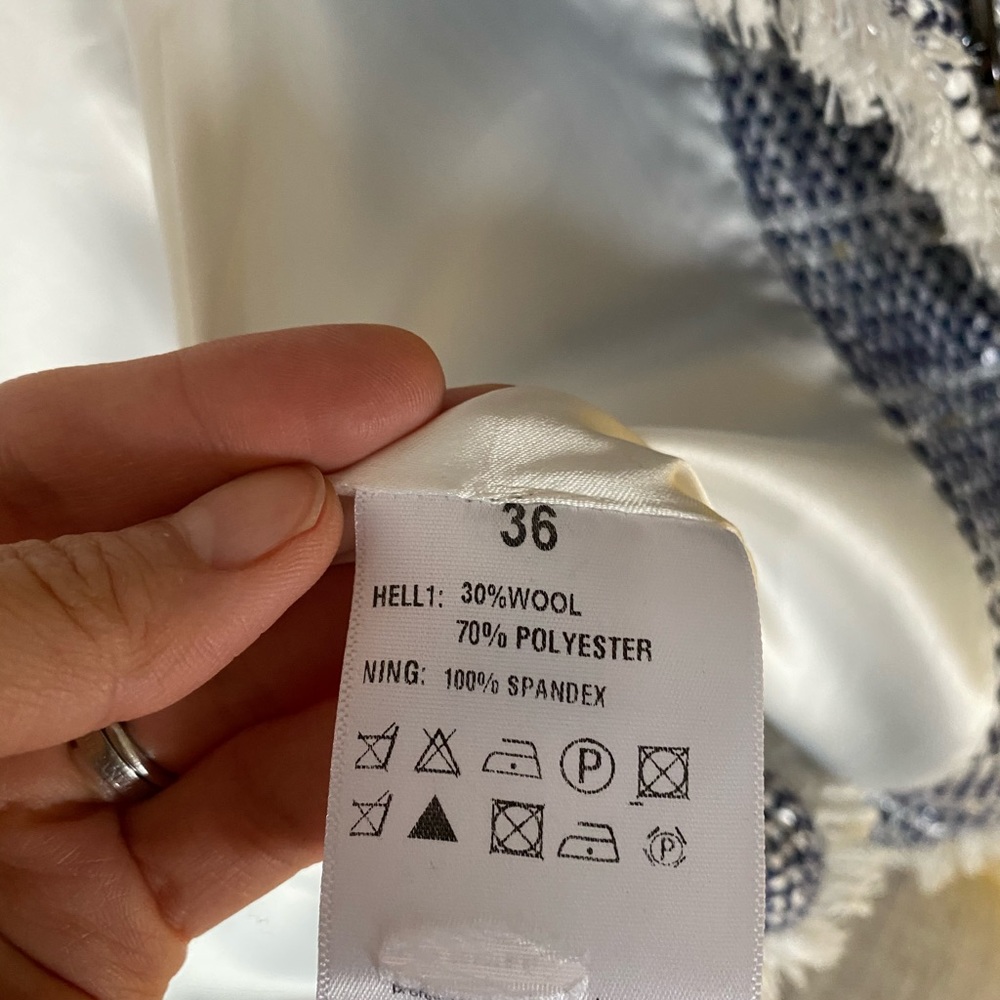 36
HELL1: 30%WOOL
70% POLYESTER
NING: 100% SPANDEX
P
P